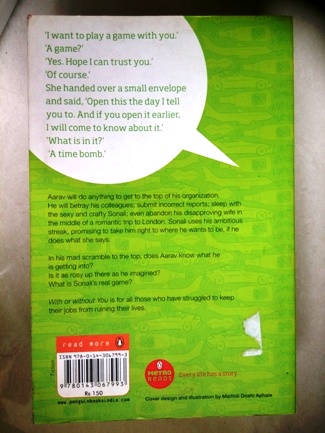 'I want to play a game with you.'
'A game?'
'Yes. Hope I can trust you.'
'Of course.'
She handed over a small envelope
and said, 'Open this the day I tell
you to. And if you open it earlier,
I will come to know about it.'
'What is in it?'
'A time bomb.'
Aarav will do anything to get to the top of his organization.
He will betray his colleagues; submit incorrect reports; sleep with
the sexy and crafty Sonali; even abandon his disapproving wife in
the middle of a romantic trip to London. Sonali uses his ambitious
streak, promising to take him right to where he wants to be, if he
does what she says.
In his mad scramble to the top, does Aarav know what he
is getting into?
Is it as rosy up there as he imagined?
What is Sonali's real game?
With or without You is for all those who have struggled to keep
their jobs from ruining their lives.
read more
Fiction
ISBN 978-0-14-306799-3
9 780143 067993
Rs 150
www.penguinbooksindia.com
METRO
READS
Every life has a story
Cover design and illustration by Maithili Doshi Aphale